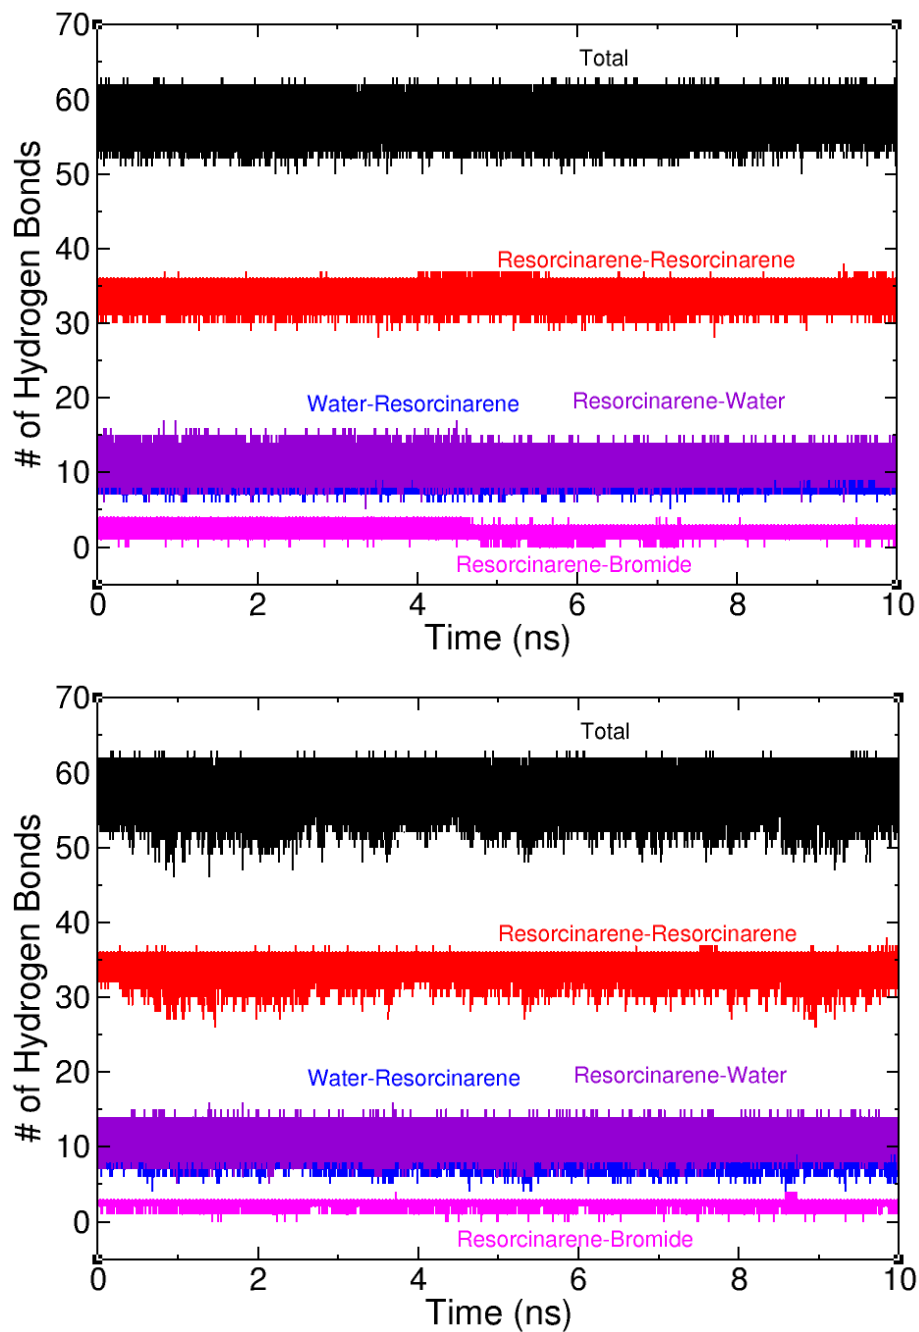 70
Total
60
50
40
Resorcinarene-Resorcinarene
30
20
Water-Resorcinarene Resorcinarene-Water
10
0
Resorcinarene-Bromide
# of Hydrogen Bonds
0 2 4 6 8 10
Time (ns)
70
Total
60
50
40
Resorcinarene-Resorcinarene
30
20
Water-Resorcinarene Resorcinarene-Water
10
0
Resorcinarene-Bromide
# of Hydrogen Bonds
0 2 4 6 8 10
Time (ns)